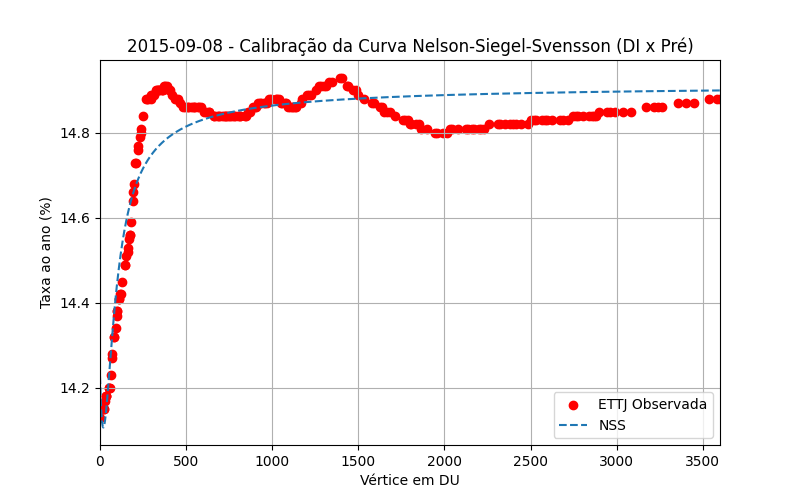 2015-09-08 - Calibração da Curva Nelson-Siegel-Svensson (DI x Pré)
Taxa ao ano (%)
14.8
14.6
14.4
14.2
0 500 1000 1500 2000 2500 3000 3500
Vértice em DU
ETTJ Observada
NSS